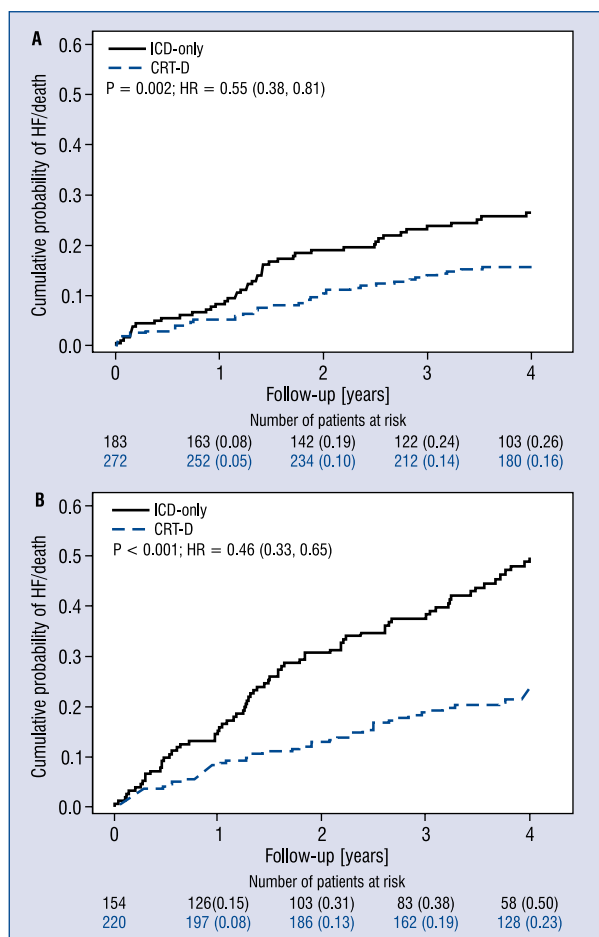 A
ICD-only
CRT-D
P = 0.002; HR = 0.55 (0.38, 0.81)
Cumulative probability of HF/death
0.6
0.5
0.4
0.3
0.2
0.1
0.0
0 1 2 3 4
Follow-up [years]
Number of patients at risk
183 163 (0.08) 142 (0.19) 122 (0.24) 103 (0.26)
272 252 (0.05) 234 (0.10) 212 (0.14) 180 (0.16)
B
ICD-only
CRT-D
P < 0.001; HR = 0.46 (0.33, 0.65)
Cumulative probability of HF/death
0.6
0.5
0.4
0.3
0.2
0.1
0.0
0 1 2 3 4
Follow-up [years]
Number of patients at risk
154 126(0.15) 103 (0.31) 83 (0.38) 58 (0.50)
220 197 (0.08) 186 (0.13) 162 (0.19) 128 (0.23)